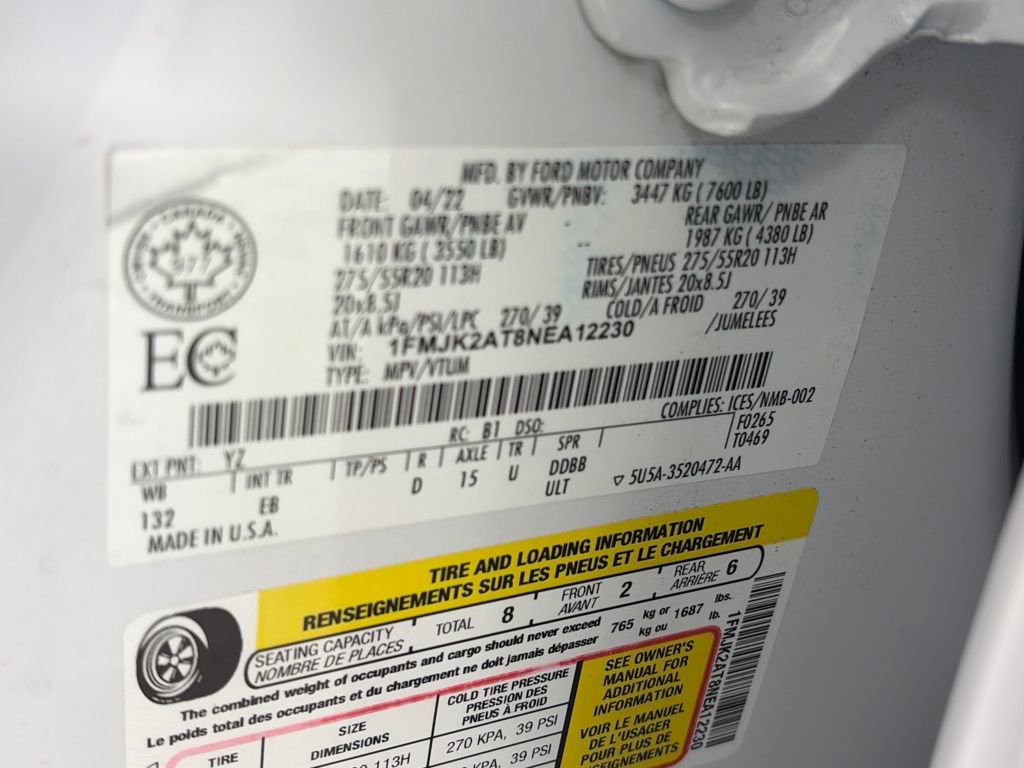 MFD. BY FORD MOTOR COMPANY
DATE: 04/22 GVWR/PNBV: 3447 KG ( 7600 LB)
FRONT GAWR/PNBE AV REAR GAWR/ PNBE AR
1610 KG ( 3550 LB) -- 1987 KG ( 4380 LB)
275/55R20 113H TIRES/PNEUS 275/55R20 113H
20x8.5J RIMS/JANTES 20x8.5J
AT/A kPa/PSI/LPC 270/ 39 COLD/A FROID 270/ 39
VIN: 1FMJK2AT8NEA12230 /JUMELEES
TYPE: MPV/VTUM
EC
COMPLIES: ICES/NMB-002
RC: B1 DSO: F0265
EXT PNT: YZ T0469
WB INT TR TP/PS R AXLE TR SPR
132 EB D 15 U DDBB
ULT
5U5A-3520472-AA
MADE IN U.S.A.
TIRE AND LOADING INFORMATION
RENSEIGNEMENTS SUR LES PNEUS ET LE CHARGEMENT
SEATING CAPACITY TOTAL 8 FRONT 2 REAR 6
NOMBRE DE PLACES AVANT ARRIÈRE
The combined weight of occupants and cargo should never exceed 765 kg or 1687 lbs.
Le poids total des occupants et du chargement ne doit jamais dépasser kg ou lb.
TIRE SIZE COLD TIRE PRESSURE
DIMENSIONS PRESSION DES
PNEUS À FROID
113H 270 KPA, 39 PSI
KPA, 39 PSI
SEE OWNER'S
MANUAL FOR
ADDITIONAL
INFORMATION
VOIR LE MANUEL
DE L'USAGER
POUR PLUS DE
1FMJK2AT8NEA12230